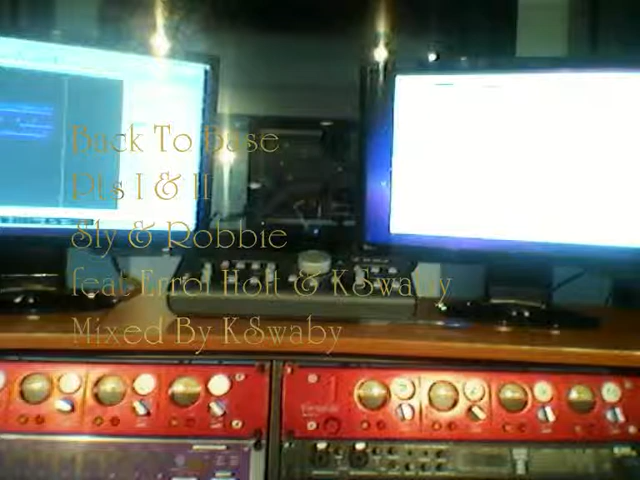 Back To Base
Pts I & II
Sly & Robbie
feat Errol Holt & KSwaby
Mixed By KSwaby